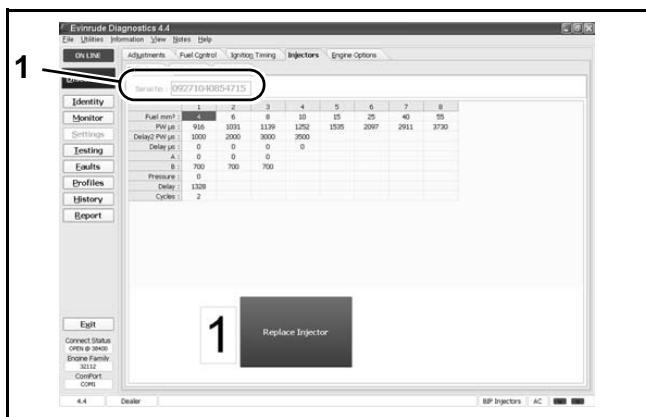 Evinrude Diagnostics 4.4
File Utilities Information View Notes Help
ON LINE
Adjustments Fuel Control Ignition Timing Injectors Engine Options
1
Serial No : 09271040854715
Identity
Monitor
Settings
Testing
Faults
Profiles
History
Report
1 2 3 4 5 6 7 8
Fuel mm³ : 4 6 8 10 15 25 40 55
PW µs : 916 1031 1139 1252 1535 2097 2911 3730
Delay2 PW µs : 1000 2000 3000 3500
Delay µs : 0 0 0 0
A : 0 0 0
B : 700 700 700
Pressure : 0
Delay : 1328
Cycles : 2
1
Replace Injector
Exit
Connect Status
OPEN @ 38400
Engine Family
32112
ComPort
COM1
4.4 Dealer BIP Injectors AC